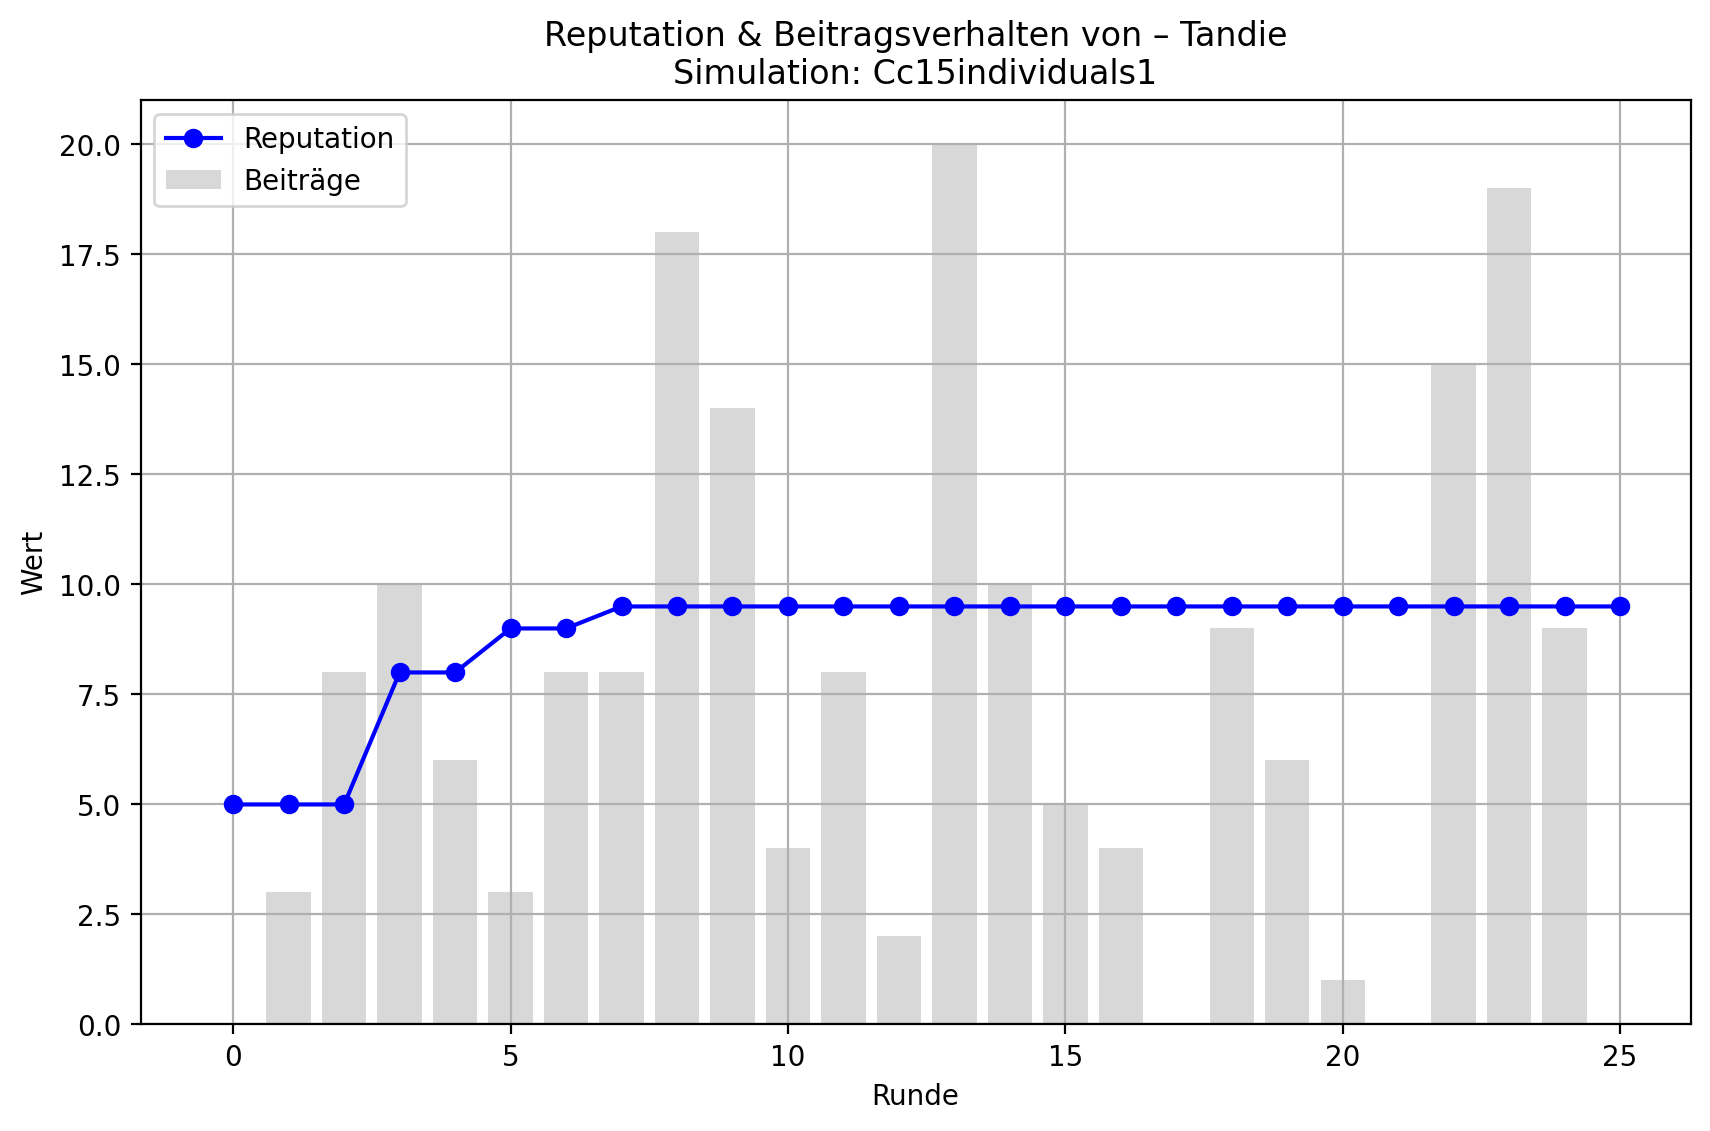 Reputation & Beitragsverhalten von – Tandie
Simulation: Cc15individuals1
Reputation
Beiträge
20.0
17.5
15.0
12.5
10.0
7.5
5.0
2.5
0.0
Wert
0 5 10 15 20 25
Runde